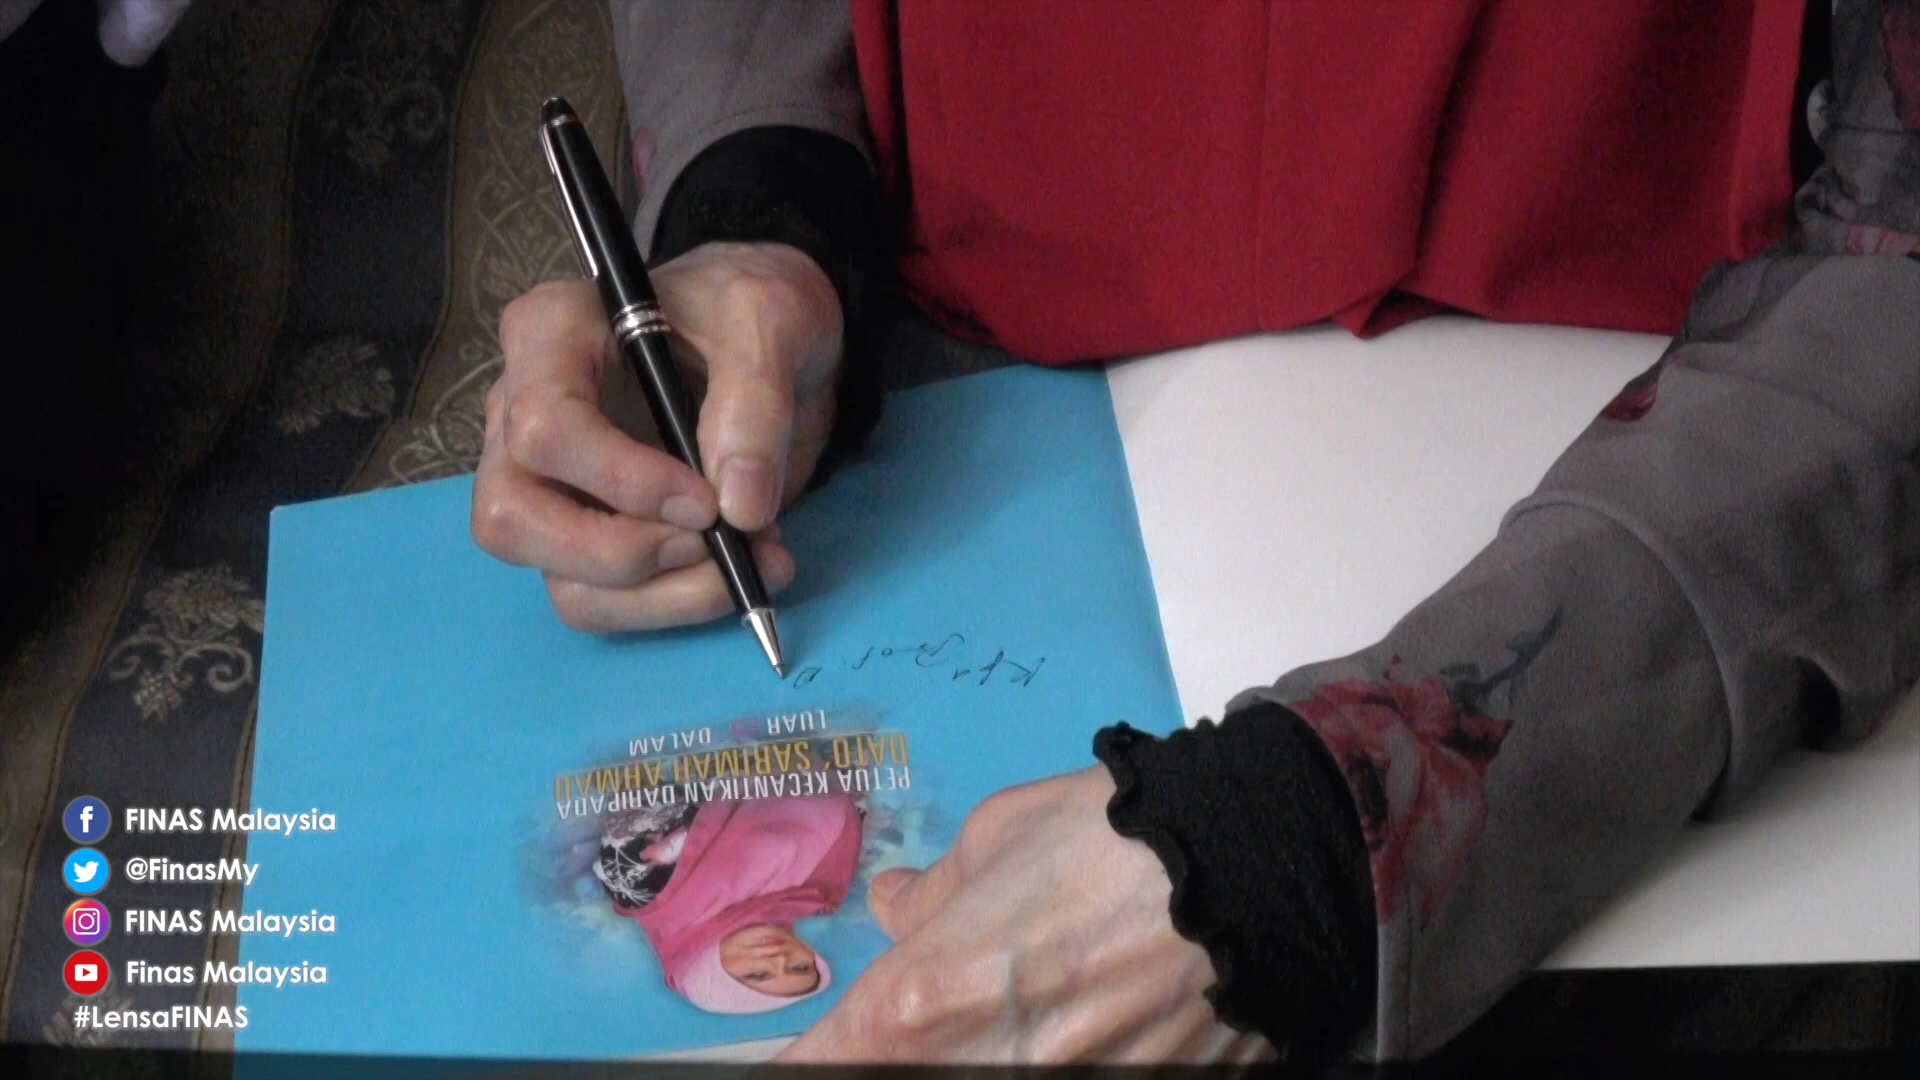 PETUA KECANTIKAN DARIPADA
DATO' SARIMAH AHMAD
LUAR & DALAM
FINAS Malaysia
@FinasMy
FINAS Malaysia
Finas Malaysia
#LensaFINAS